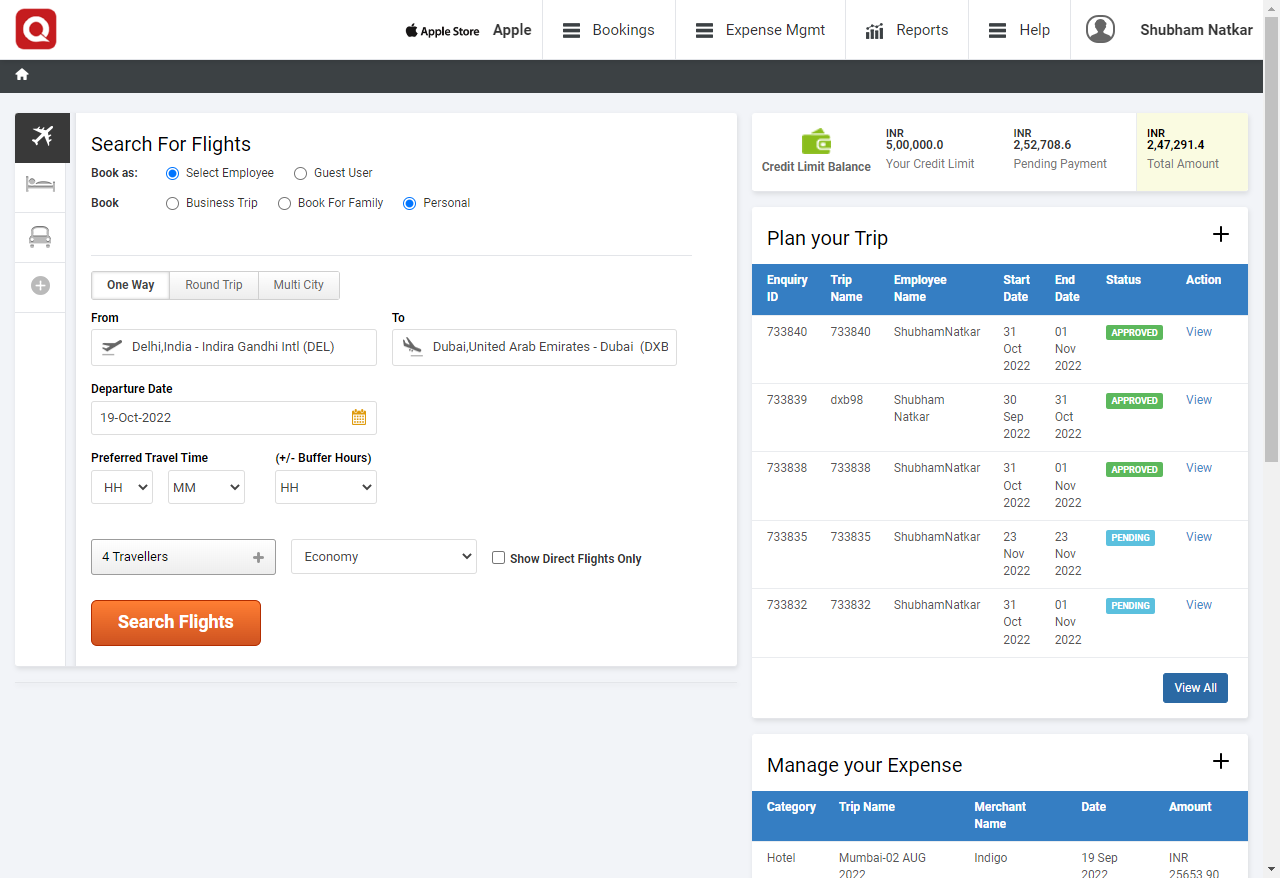 Q
Apple Store Apple Bookings Expense Mgmt Reports Help Shubham Natkar
Search For Flights
Book as: Select Employee Guest User
Book Business Trip Book For Family Personal
One Way Round Trip Multi City
From To
Delhi,India - Indira Gandhi Intl (DEL) Dubai,United Arab Emirates - Dubai (DXB
Departure Date
19-Oct-2022
Preferred Travel Time (+/- Buffer Hours)
HH MM HH
4 Travellers Economy Show Direct Flights Only
Search Flights
Credit Limit Balance
INR
5,00,000.0
Your Credit Limit
INR
2,52,708.6
Pending Payment
INR
2,47,291.4
Total Amount
Plan your Trip
Enquiry Trip Employee Start End Status Action
ID Name Name Date Date
733840 733840 ShubhamNatkar 31 01 APPROVED View
Oct Nov
2022 2022
733839 dxb98 Shubham 30 31 APPROVED View
Natkar Sep Oct
2022 2022
733838 733838 ShubhamNatkar 31 01 APPROVED View
Oct Nov
2022 2022
733835 733835 ShubhamNatkar 23 23 PENDING View
Nov Nov
2022 2022
733832 733832 ShubhamNatkar 31 01 PENDING View
Oct Nov
2022 2022
View All
Manage your Expense
Category Trip Name Merchant Date Amount
Name
Hotel Mumbai-02 AUG Indigo 19 Sep INR
2022 2022 25653.90